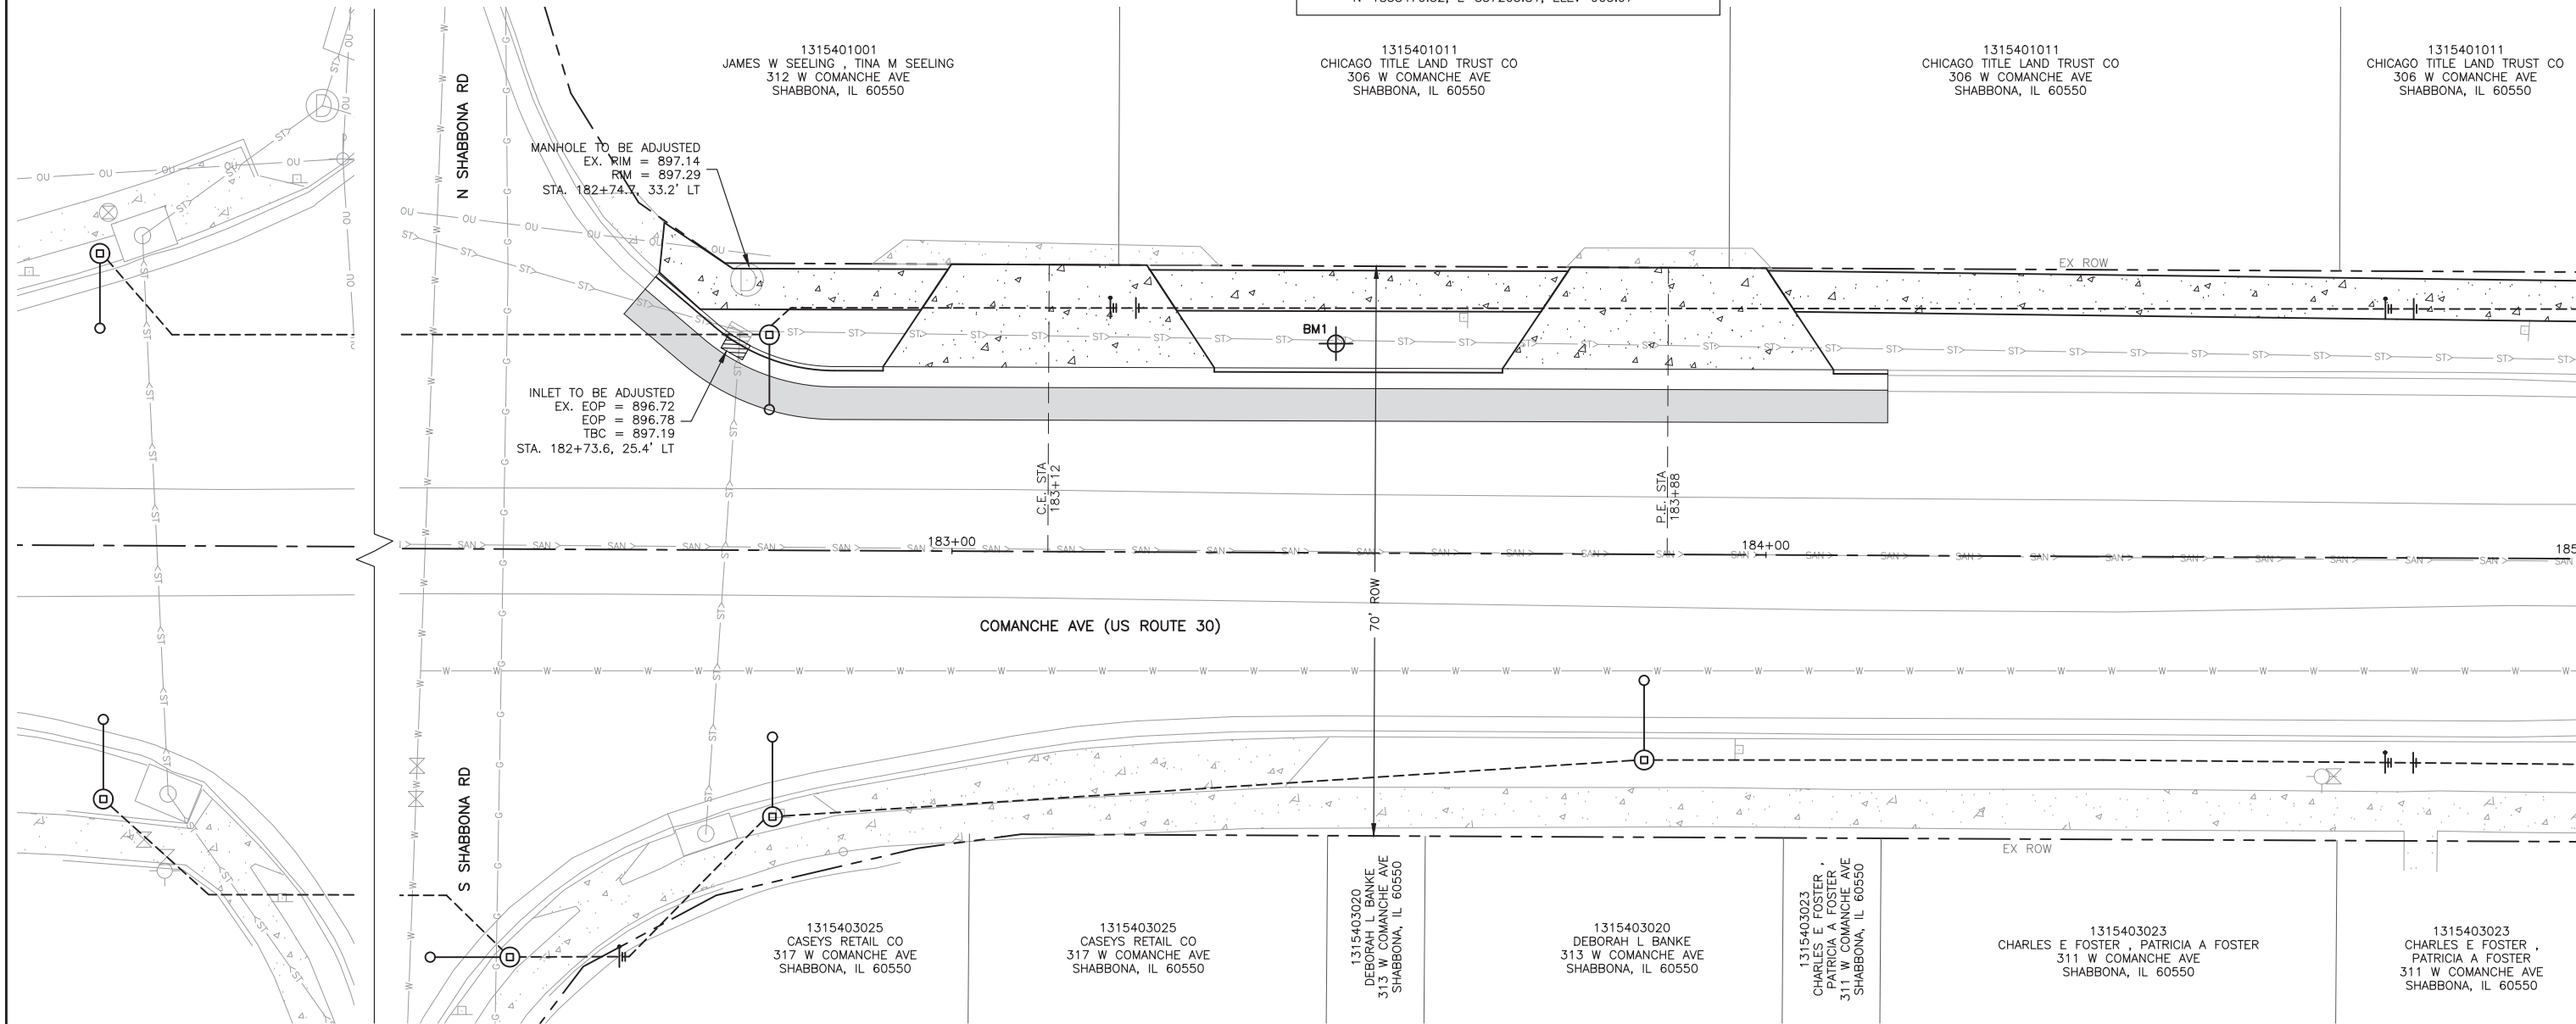 1315401001
JAMES W SEELING , TINA M SEELING
312 W COMANCHE AVE
SHABBONA, IL 60550
1315401011
CHICAGO TITLE LAND TRUST CO
306 W COMANCHE AVE
SHABBONA, IL 60550
1315401011
CHICAGO TITLE LAND TRUST CO
306 W COMANCHE AVE
SHABBONA, IL 60550
1315401011
CHICAGO TITLE LAND TRUST CO
306 W COMANCHE AVE
SHABBONA, IL 60550
N SHABBONA RD
MANHOLE TO BE ADJUSTED
EX. RIM = 897.14
RIM = 897.29
STA. 182+74.7, 33.2' LT
EX ROW
BM1
INLET TO BE ADJUSTED
EX. EOP = 896.72
EOP = 896.78
TBC = 897.19
STA. 182+73.6, 25.4' LT
C.E. STA
183+12
P.E. STA
183+88
183+00
184+00
70' ROW
COMANCHE AVE (US ROUTE 30)
S SHABBONA RD
EX ROW
1315403025
CASEYS RETAIL CO
317 W COMANCHE AVE
SHABBONA, IL 60550
1315403025
CASEYS RETAIL CO
317 W COMANCHE AVE
SHABBONA, IL 60550
1315403020
DEBORAH L BANKE
313 W COMANCHE AVE
SHABBONA, IL 60550
1315403020
DEBORAH L BANKE
313 W COMANCHE AVE
SHABBONA, IL 60550
1315403023
CHARLES E FOSTER ,
PATRICIA A FOSTER
311 W COMANCHE AVE
SHABBONA, IL 60550
1315403023
CHARLES E FOSTER , PATRICIA A FOSTER
311 W COMANCHE AVE
SHABBONA, IL 60550
1315403023
CHARLES E FOSTER ,
PATRICIA A FOSTER
311 W COMANCHE AVE
SHABBONA, IL 60550